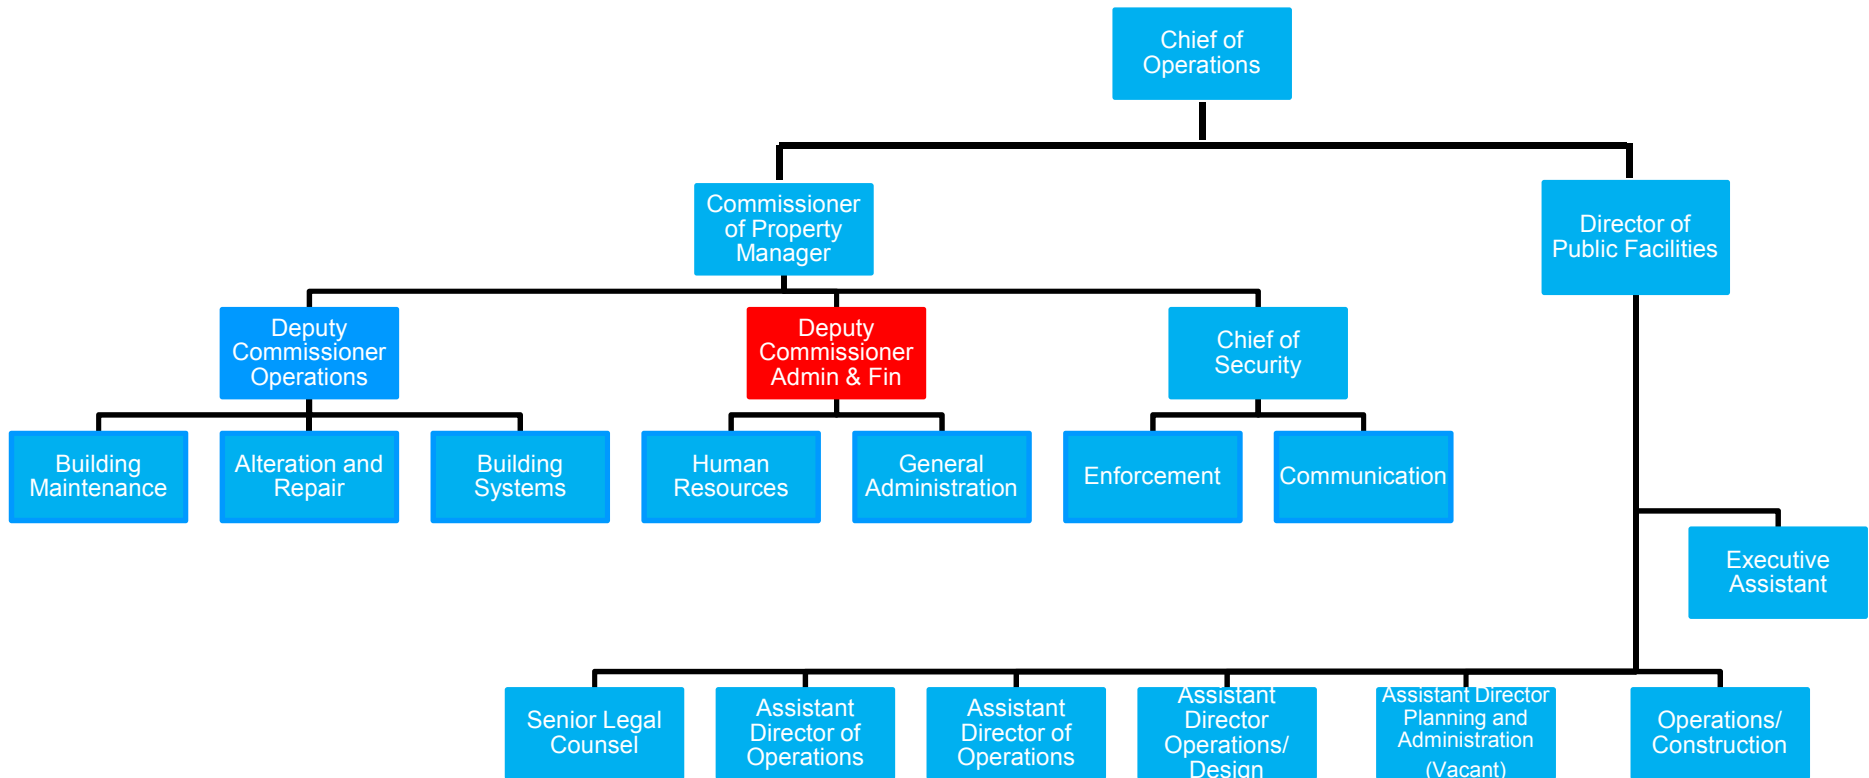 Chief of
Operations
Commissioner
of Property
Manager
Director of
Public Facilities
Deputy
Commissioner
Operations
Deputy
Commissioner
Admin & Fin
Chief of
Security
Building
Maintenance
Alteration and
Repair
Building
Systems
Human
Resources
General
Administration
Enforcement
Communication
Executive
Assistant
Senior Legal
Counsel
Assistant
Director of
Operations
Assistant
Director of
Operations
Assistant
Director
Operations/
Design
Assistant Director
Planning and
Administration
(Vacant)
Operations/
Construction